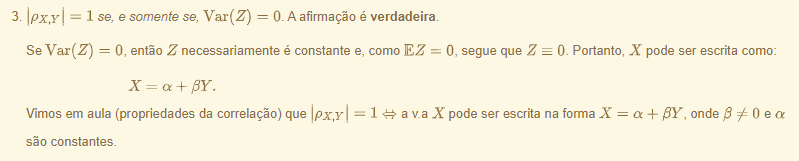 3. |ρ_{X,Y}| = 1 se, e somente se, Var(Z) = 0. A afirmação é verdadeira.
Se Var(Z) = 0, então Z necessariamente é constante e, como 𝔼Z = 0, segue que Z ≡ 0. Portanto, X pode ser escrita como:
X = α + βY.
Vimos em aula (propriedades da correlação) que |ρ_{X,Y}| = 1 ⇔ a v.a X pode ser escrita na forma X = α + βY, onde β ≠ 0 e α
são constantes.